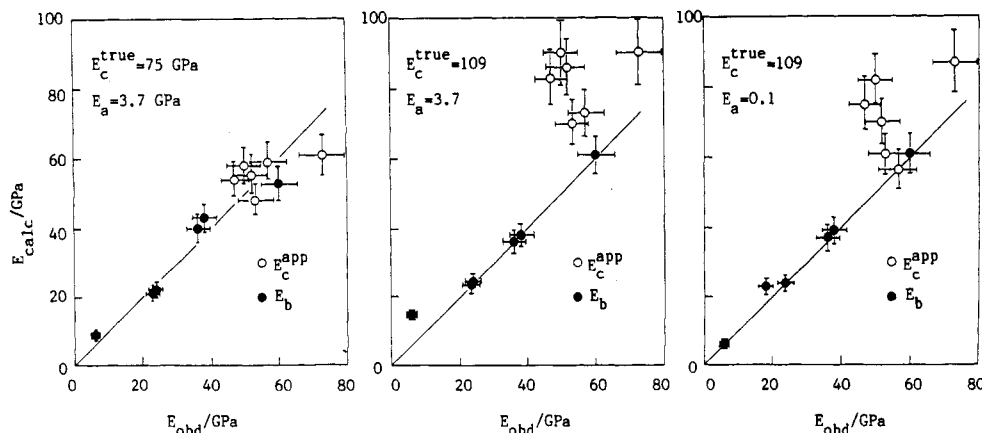 100
80
60
40
20
0
E_calc/GPa
E_c^true=75 GPa
E_a=3.7 GPa
○ E_c^app
● E_b
0 20 40 60 80
E_obd/GPa
100
0
E_c^true=109
E_a=3.7
○ E_c^app
● E_b
0 20 40 60 80
E_obd/GPa
100
0
E_c^true=109
E_a=0.1
○ E_c^app
● E_b
0 20 40 60 80
E_obd/GPa